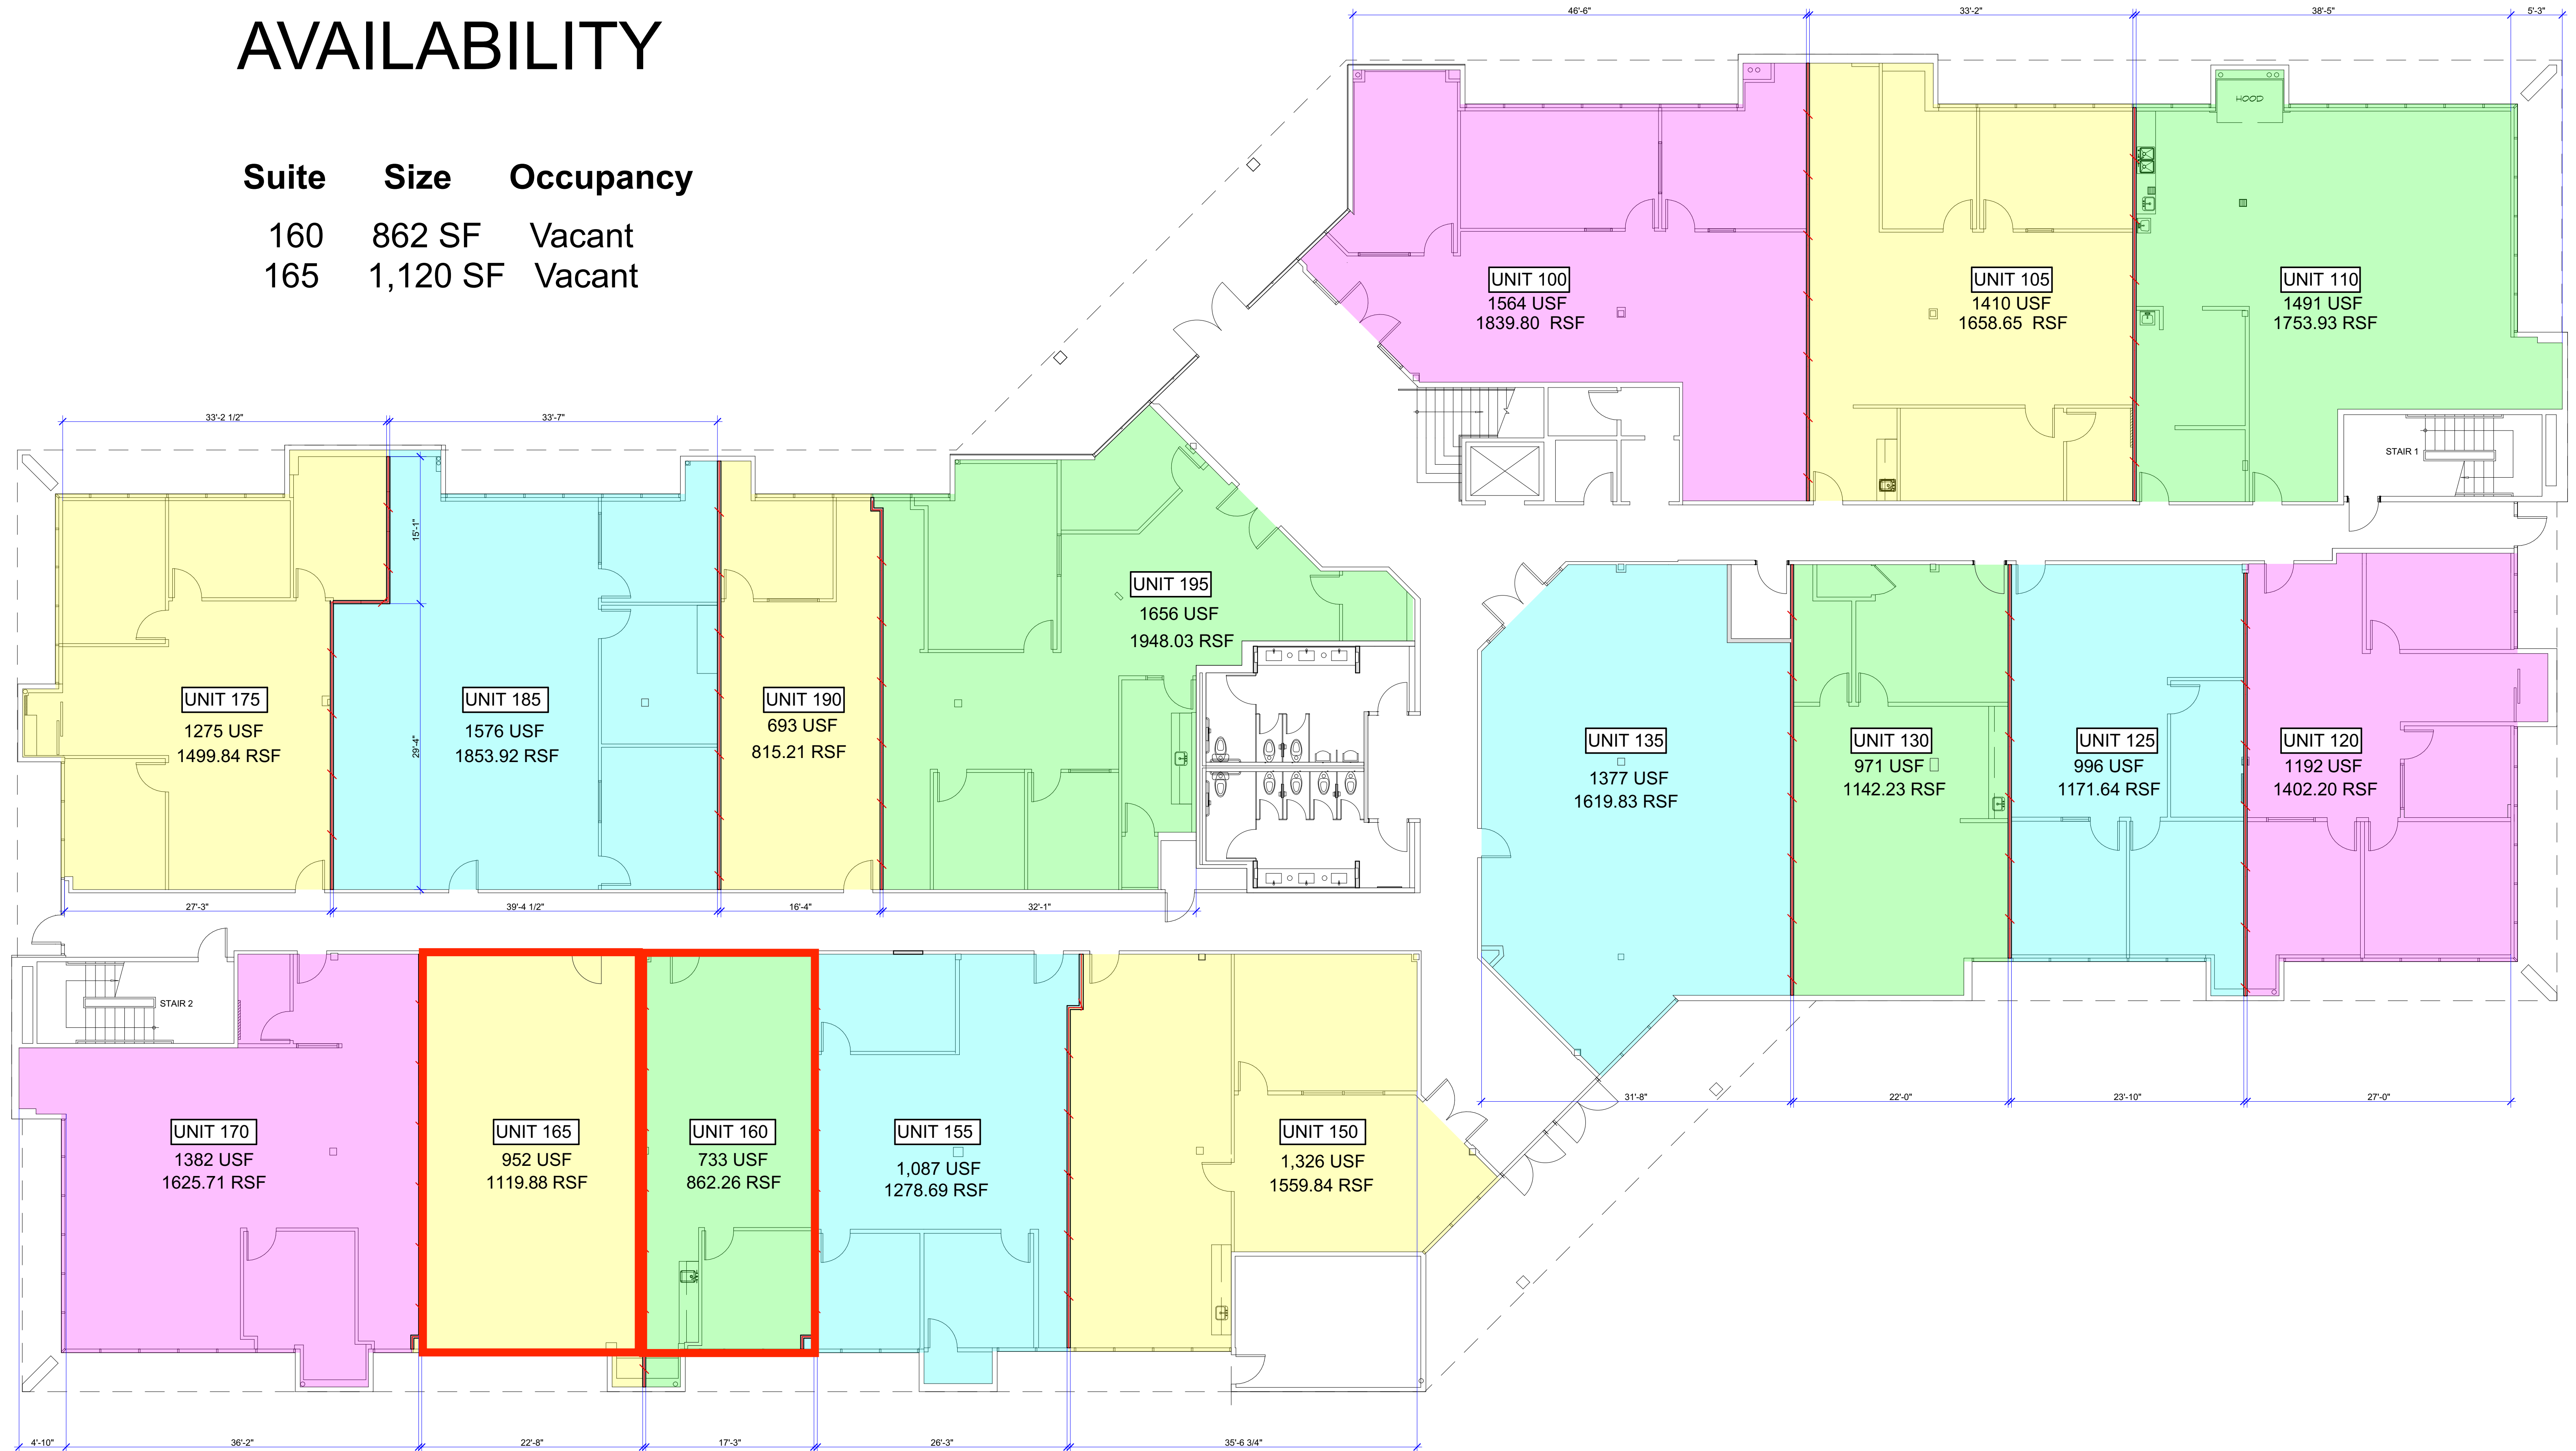 AVAILABILITY
Suite Size Occupancy
160 862 SF Vacant
165 1,120 SF Vacant
46'-6" 33'-2" 38'-5" 5'-3"
HOOD
UNIT 100
1564 USF
1839.80 RSF
UNIT 105
1410 USF
1658.65 RSF
UNIT 110
1491 USF
1753.93 RSF
STAIR 1
33'-2 1/2" 33'-7"
15'-1"
29'-4"
UNIT 175
1275 USF
1499.84 RSF
UNIT 185
1576 USF
1853.92 RSF
UNIT 190
693 USF
815.21 RSF
UNIT 195
1656 USF
1948.03 RSF
27'-3" 39'-4 1/2" 16'-4" 32'-1"
UNIT 135
1377 USF
1619.83 RSF
UNIT 130
971 USF
1142.23 RSF
UNIT 125
996 USF
1171.64 RSF
UNIT 120
1192 USF
1402.20 RSF
31'-8" 22'-0" 23'-10" 27'-0"
STAIR 2
UNIT 170
1382 USF
1625.71 RSF
UNIT 165
952 USF
1119.88 RSF
UNIT 160
733 USF
862.26 RSF
UNIT 155
1,087 USF
1278.69 RSF
UNIT 150
1,326 USF
1559.84 RSF
4'-10" 36'-2" 22'-8" 17'-3" 26'-3" 35'-6 3/4"